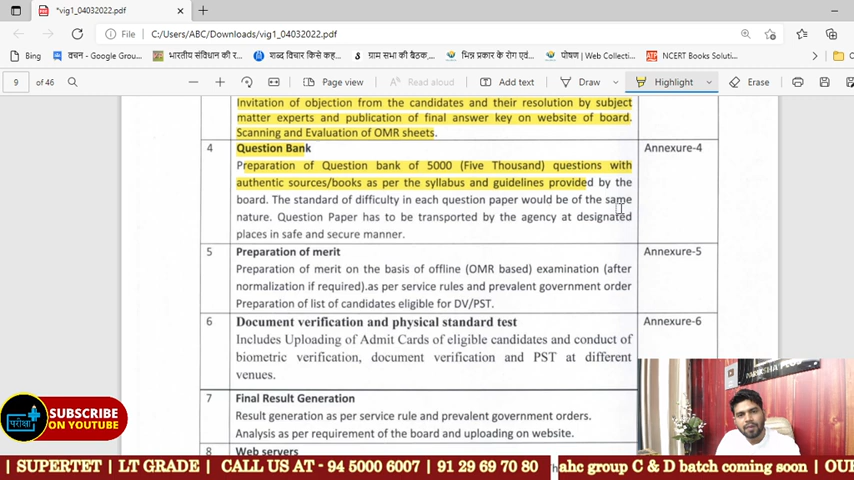 *vig1_04032022.pdf
File
C:/Users/ABC/Downloads/vig1_04032022.pdf
Bing
वचन - Google Grou...
भारतीय संविधान की र...
शब्द विचार किसे कह...
ग्राम सभा की बैठक,...
भिन्न प्रकार के रोग एवं...
पोषण | Web Collecti...
NCERT Books Soluti...
9
of 46
Page view
Read aloud
Add text
Draw
Highlight
Erase
Invitation of objection from the candidates and their resolution by subject
matter experts and publication of final answer key on website of board.
Scanning and Evaluation of OMR sheets.
4
Question Bank
Annexure-4
Preparation of Question bank of 5000 (Five Thousand) questions with
authentic sources/books as per the syllabus and guidelines provided by the
board. The standard of difficulty in each question paper would be of the same
nature. Question Paper has to be transported by the agency at designated
places in safe and secure manner.
5
Preparation of merit
Annexure-5
Preparation of merit on the basis of offline (OMR based) examination (after
normalization if required).as per service rules and prevalent government order
Preparation of list of candidates eligible for DV/PST.
6
Document verification and physical standard test
Annexure-6
Includes Uploading of Admit Cards of eligible candidates and conduct of
biometric verification, document verification and PST at different
venues.
7
Final Result Generation
Result generation as per service rule and prevalent government orders.
Analysis as per requirement of the board and uploading on website.
8
Web servers
PARIKSHA PLUS
परीक्षा
SUBSCRIBE
ON YOUTUBE
| SUPERTET | LT GRADE | CALL US AT - 94 5000 6007 | 91 29 69 70 80
ahc group C & D batch coming soon | OUR